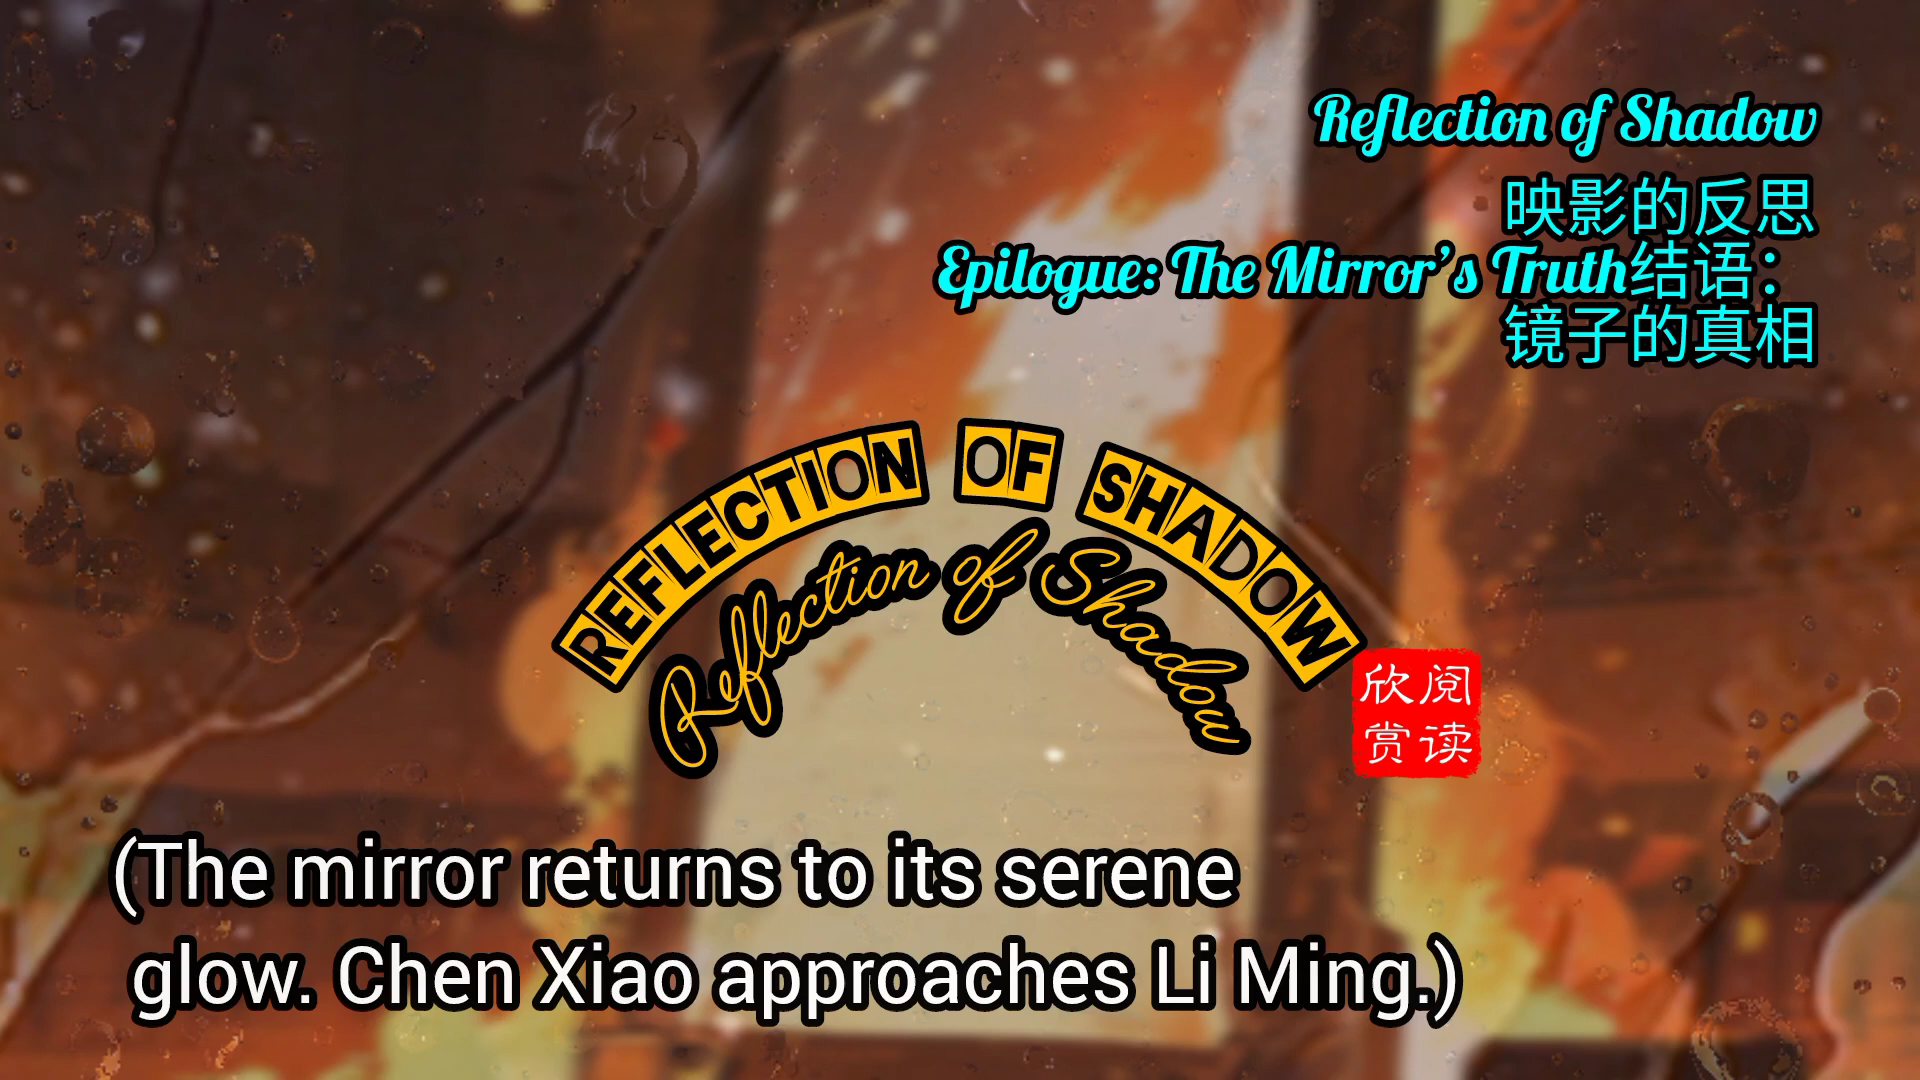 Reflection of Shadow
映影的反思
Epilogue: The Mirror's Truth结语：
镜子的真相
REFLECTION OF SHADOW
Reflection of Shadow
欣阅
赏读
(The mirror returns to its serene
glow. Chen Xiao approaches Li Ming.)